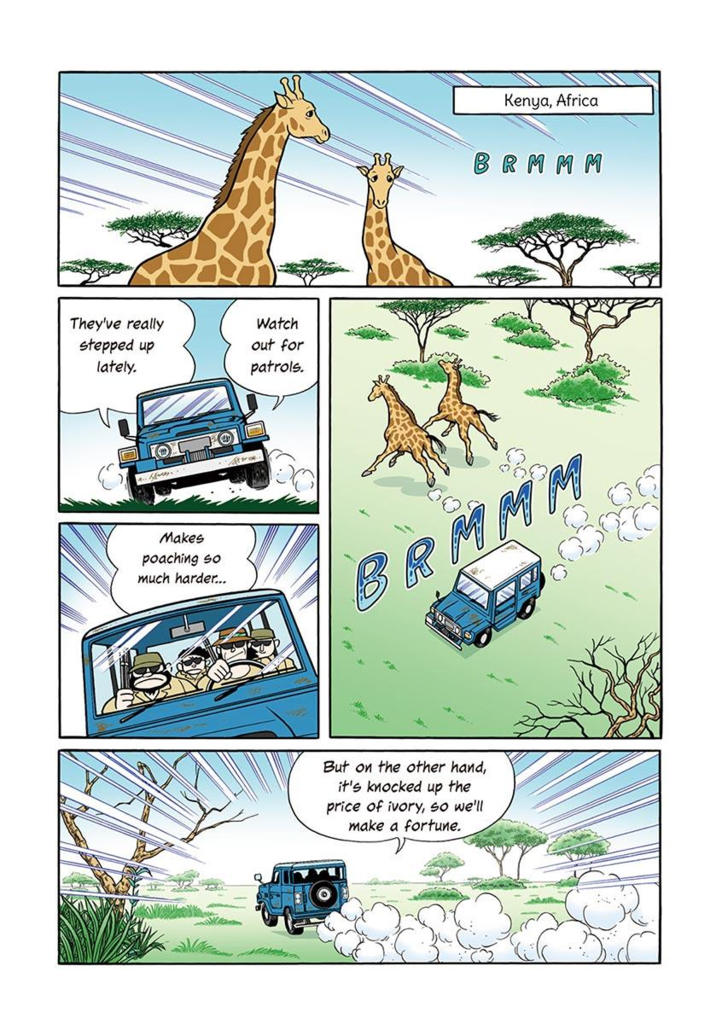 Kenya, Africa
BRMMM
They've really
stepped up
lately.
Watch
out for
patrols.
BRMMM
Makes
poaching so
much harder...
But on the other hand,
it's knocked up the
price of ivory, so we'll
make a fortune.